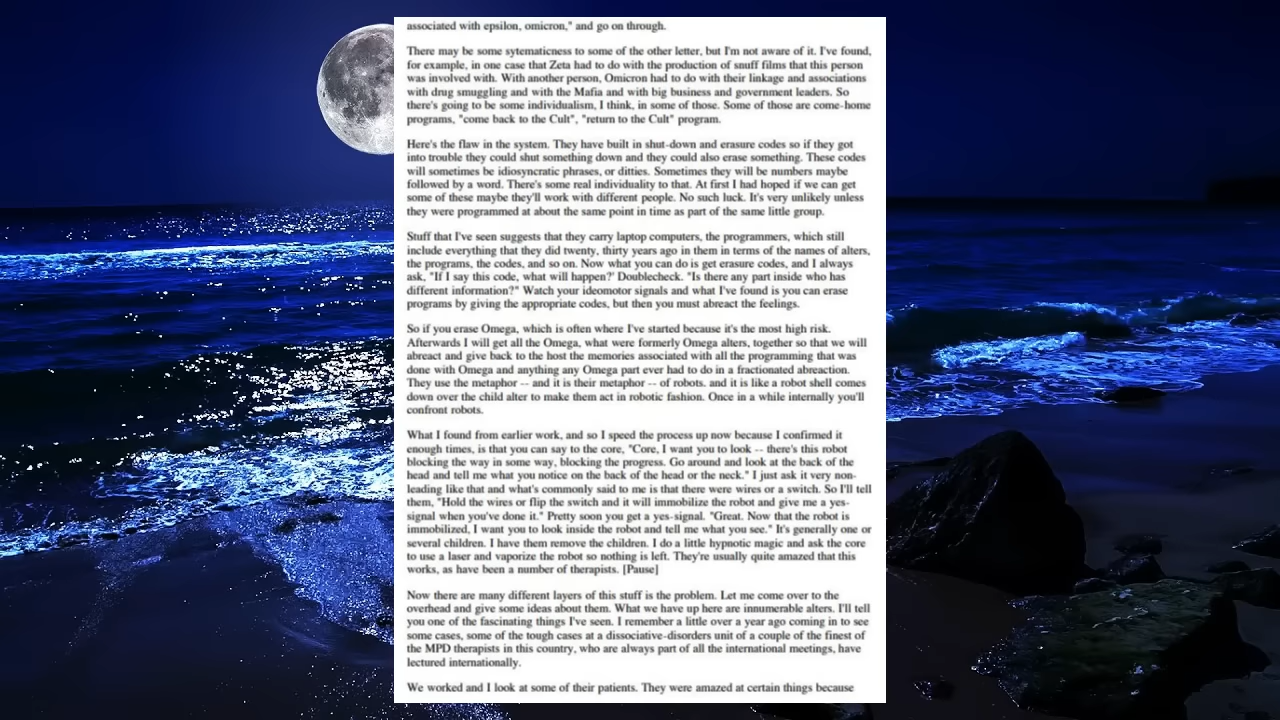 associated with epsilon, omicron," and go on through.
There may be some sytematicness to some of the other letter, but I'm not aware of it. I've found,
for example, in one case that Zeta had to do with the production of snuff films that this person
was involved with. With another person, Omicron had to do with their linkage and associations
with drug smuggling and with the Mafia and with big business and government leaders. So
there's going to be some individualism, I think, in some of those. Some of those are come-home
programs, "come back to the Cult", "return to the Cult" program.
Here's the flaw in the system. They have built in shut-down and erasure codes so if they got
into trouble they could shut something down and they could also erase something. These codes
will sometimes be idiosyncratic phrases, or ditties. Sometimes they will be numbers maybe
followed by a word. There's some real individuality to that. At first I had hoped if we can get
some of these maybe they'll work with different people. No such luck. It's very unlikely unless
they were programmed at about the same point in time as part of the same little group.
Stuff that I've seen suggests that they carry laptop computers, the programmers, which still
include everything that they did twenty, thirty years ago in them in terms of the names of alters,
the programs, the codes, and so on. Now what you can do is get erasure codes, and I always
ask, "If I say this code, what will happen?' Doublecheck. "Is there any part inside who has
different information?" Watch your ideomotor signals and what I've found is you can erase
programs by giving the appropriate codes, but then you must abreact the feelings.
So if you erase Omega, which is often where I've started because it's the most high risk.
Afterwards I will get all the Omega, what were formerly Omega alters, together so that we will
abreact and give back to the host the memories associated with all the programming that was
done with Omega and anything any Omega part ever had to do in a fractionated abreaction.
They use the metaphor -- and it is their metaphor -- of robots. and it is like a robot shell comes
down over the child alter to make them act in robotic fashion. Once in a while internally you'll
confront robots.
What I found from earlier work, and so I speed the process up now because I confirmed it
enough times, is that you can say to the core, "Core, I want you to look -- there's this robot
blocking the way in some way, blocking the progress. Go around and look at the back of the
head and tell me what you notice on the back of the head or the neck." I just ask it very non-
leading like that and what's commonly said to me is that there were wires or a switch. So I'll tell
them, "Hold the wires or flip the switch and it will immobilize the robot and give me a yes-
signal when you've done it." Pretty soon you get a yes-signal. "Great. Now that the robot is
immobilized, I want you to look inside the robot and tell me what you see." It's generally one or
several children. I have them remove the children. I do a little hypnotic magic and ask the core
to use a laser and vaporize the robot so nothing is left. They're usually quite amazed that this
works, as have been a number of therapists. [Pause]
Now there are many different layers of this stuff is the problem. Let me come over to the
overhead and give some ideas about them. What we have up here are innumerable alters. I'll tell
you one of the fascinating things I've seen. I remember a little over a year ago coming in to see
some cases, some of the tough cases at a dissociative-disorders unit of a couple of the finest of
the MPD therapists in this country, who are always part of all the international meetings, have
lectured internationally.
We worked and I look at some of their patients. They were amazed at certain things because